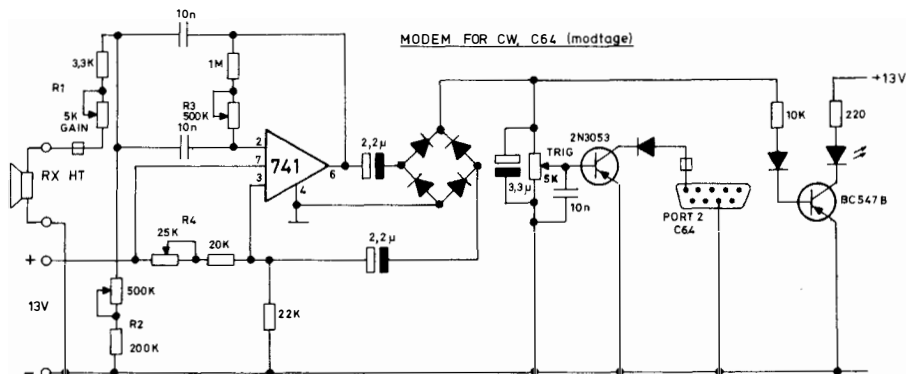 MODEM FOR CW, C64 (modtage)
10n
3,3K
1M
R1
5K
GAIN
R3
500K
10n
2
7
3
741
6
4
2,2µ
RX HT
R4
25K
20K
2,2µ
+
13V
500K
R2
200K
22K
-
3,3µ
TRIG
5K
10n
2N3053
PORT 2
C64
+13V
10K
220
BC547B